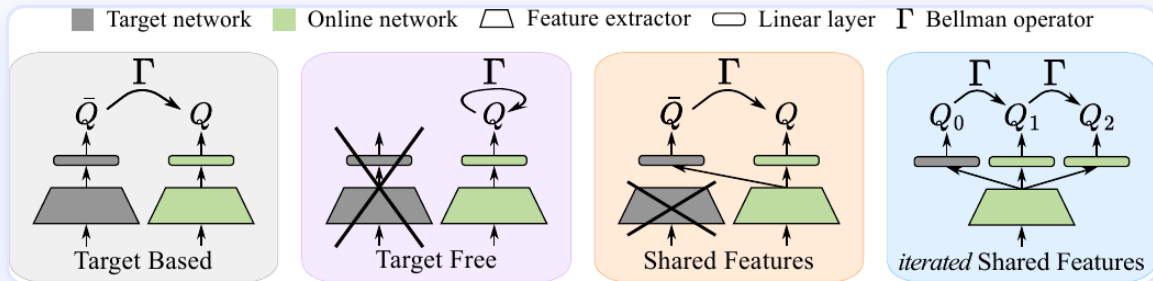 Target network Online network Feature extractor Linear layer Γ Bellman operator
Γ
Q̄ Q
Target Based
Γ
Q
Target Free
Γ
Q̄ Q
Shared Features
Γ Γ
Q₀ Q₁ Q₂
iterated Shared Features